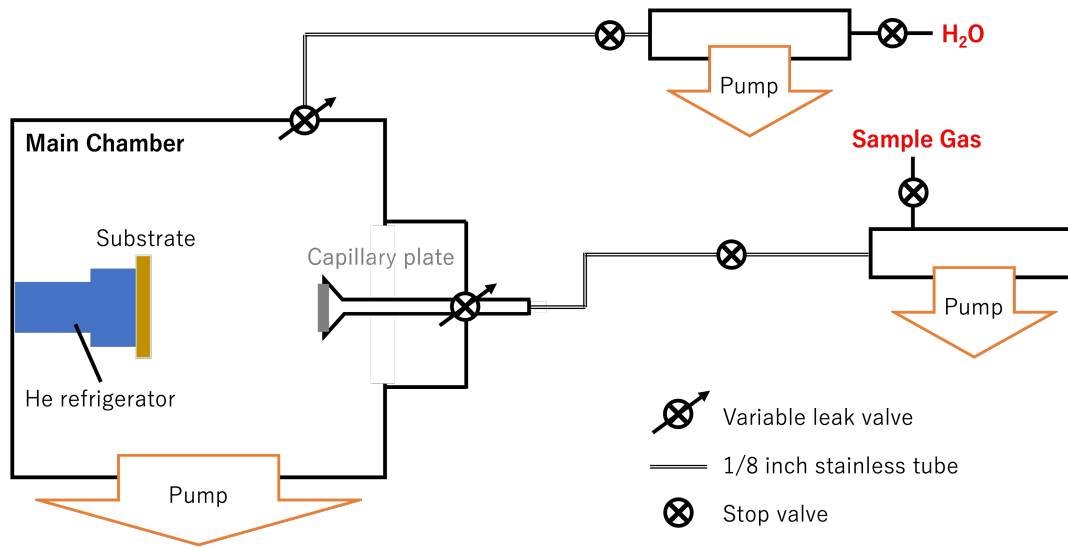 H₂O
Pump
Main Chamber
Sample Gas
Substrate
Capillary plate
Pump
He refrigerator
Variable leak valve
1/8 inch stainless tube
Pump
Stop valve